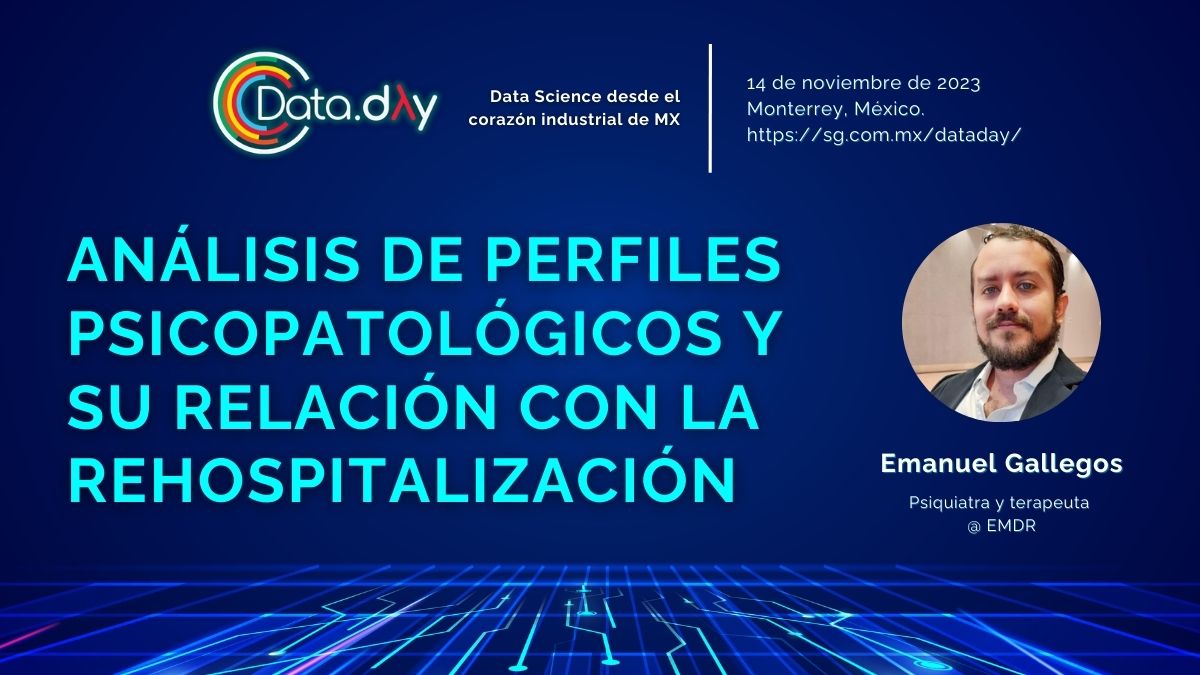 Data.day
Data Science desde el
corazón industrial de MX
14 de noviembre de 2023
Monterrey, México.
https://sg.com.mx/dataday/
ANÁLISIS DE PERFILES
PSICOPATOLÓGICOS Y
SU RELACIÓN CON LA
REHOSPITALIZACIÓN
Emanuel Gallegos
Psiquiatra y terapeuta
@ EMDR